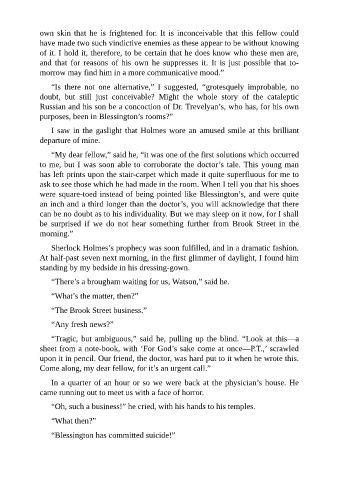 own skin that he is frightened for. It is inconceivable that this fellow could
have made two such vindictive enemies as these appear to be without knowing
of it. I hold it, therefore, to be certain that he does know who these men are,
and that for reasons of his own he suppresses it. It is just possible that to-
morrow may find him in a more communicative mood.”
“Is there not one alternative,” I suggested, “grotesquely improbable, no
doubt, but still just conceivable? Might the whole story of the cataleptic
Russian and his son be a concoction of Dr. Trevelyan’s, who has, for his own
purposes, been in Blessington’s rooms?”
I saw in the gaslight that Holmes wore an amused smile at this brilliant
departure of mine.
“My dear fellow,” said he, “it was one of the first solutions which occurred
to me, but I was soon able to corroborate the doctor’s tale. This young man
has left prints upon the stair-carpet which made it quite superfluous for me to
ask to see those which he had made in the room. When I tell you that his shoes
were square-toed instead of being pointed like Blessington’s, and were quite
an inch and a third longer than the doctor’s, you will acknowledge that there
can be no doubt as to his individuality. But we may sleep on it now, for I shall
be surprised if we do not hear something further from Brook Street in the
morning.”
Sherlock Holmes’s prophecy was soon fulfilled, and in a dramatic fashion.
At half-past seven next morning, in the first glimmer of daylight, I found him
standing by my bedside in his dressing-gown.
“There’s a brougham waiting for us, Watson,” said he.
“What’s the matter, then?”
“The Brook Street business.”
“Any fresh news?”
“Tragic, but ambiguous,” said he, pulling up the blind. “Look at this—a
sheet from a note-book, with ‘For God’s sake come at once—P.T.,’ scrawled
upon it in pencil. Our friend, the doctor, was hard put to it when he wrote this.
Come along, my dear fellow, for it’s an urgent call.”
In a quarter of an hour or so we were back at the physician’s house. He
came running out to meet us with a face of horror.
“Oh, such a business!” he cried, with his hands to his temples.
“What then?”
“Blessington has committed suicide!”